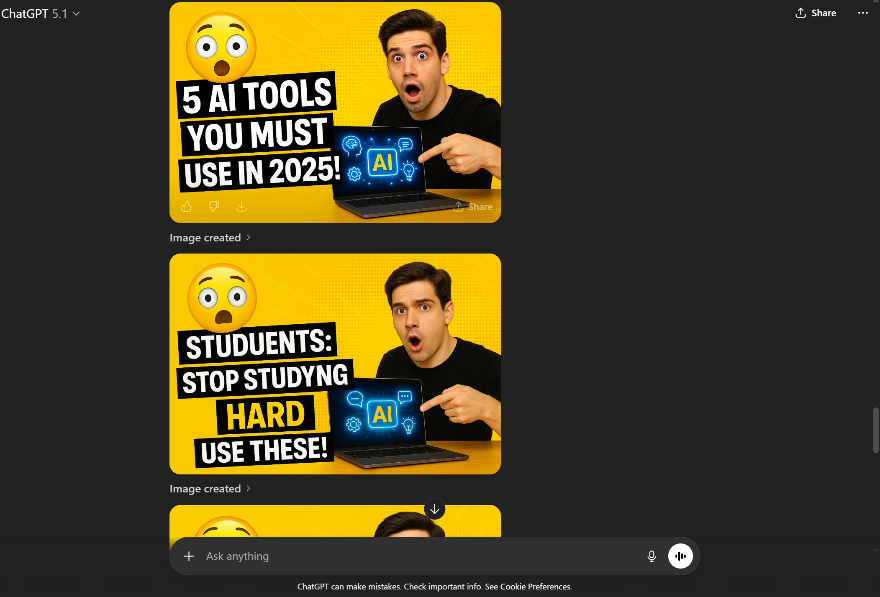 ChatGPT 5.1
Share
5 AI TOOLS
YOU MUST
USE IN 2025!
AI
Share
Image created
STUDUENTS:
STOP STUDYNG
HARD
USE THESE!
AI
Image created
Ask anything
ChatGPT can make mistakes. Check important info. See Cookie Preferences.